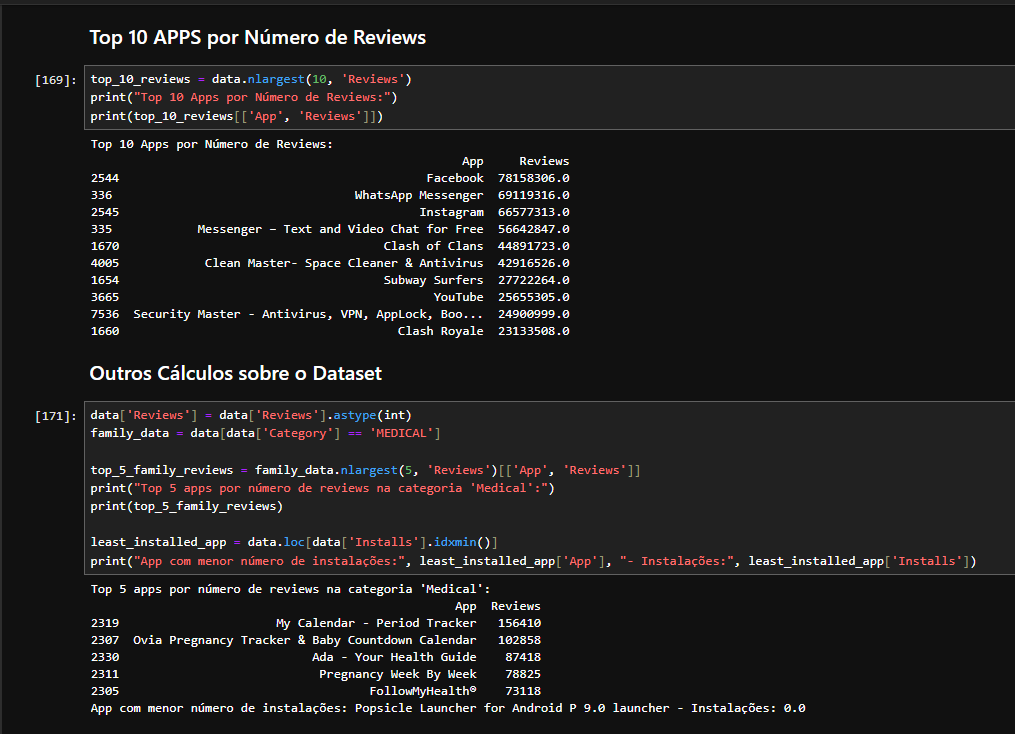 Top 10 APPS por Número de Reviews
[169]:
top_10_reviews = data.nlargest(10, 'Reviews')
print("Top 10 Apps por Número de Reviews:")
print(top_10_reviews[['App', 'Reviews']])
Top 10 Apps por Número de Reviews:
App Reviews
2544 Facebook 78158306.0
336 WhatsApp Messenger 69119316.0
2545 Instagram 66577313.0
335 Messenger – Text and Video Chat for Free 56642847.0
1670 Clash of Clans 44891723.0
4005 Clean Master- Space Cleaner & Antivirus 42916526.0
1654 Subway Surfers 27722264.0
3665 YouTube 25655305.0
7536 Security Master - Antivirus, VPN, AppLock, Boo... 24900999.0
1660 Clash Royale 23133508.0
Outros Cálculos sobre o Dataset
[171]:
data['Reviews'] = data['Reviews'].astype(int)
family_data = data[data['Category'] == 'MEDICAL']
top_5_family_reviews = family_data.nlargest(5, 'Reviews')[['App', 'Reviews']]
print("Top 5 apps por número de reviews na categoria 'Medical':")
print(top_5_family_reviews)
least_installed_app = data.loc[data['Installs'].idxmin()]
print("App com menor número de instalações:", least_installed_app['App'], "- Instalações:", least_installed_app['Installs'])
Top 5 apps por número de reviews na categoria 'Medical':
App Reviews
2319 My Calendar - Period Tracker 156410
2307 Ovia Pregnancy Tracker & Baby Countdown Calendar 102858
2330 Ada - Your Health Guide 87418
2311 Pregnancy Week By Week 78825
2305 FollowMyHealth® 73118
App com menor número de instalações: Popsicle Launcher for Android P 9.0 launcher - Instalações: 0.0